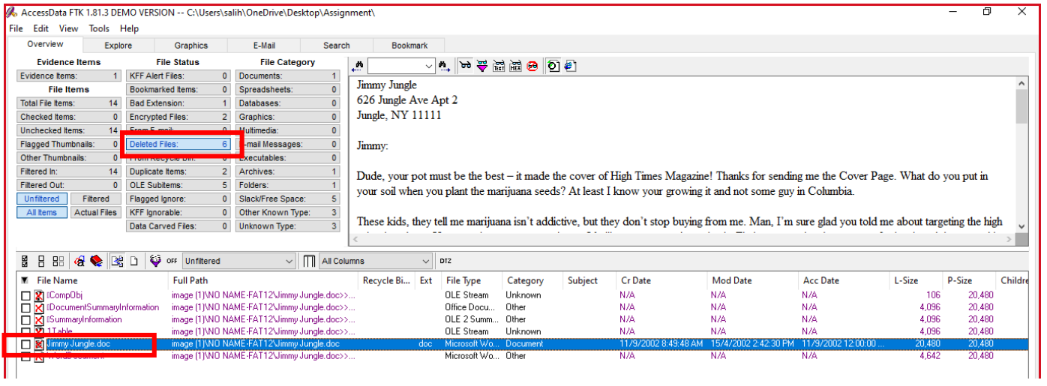 AccessData FTK 1.81.3 DEMO VERSION -- C:\Users\salih\OneDrive\Desktop\Assignment\
File Edit View Tools Help
Overview Explore Graphics E-Mail Search Bookmark
Evidence Items File Status File Category
Evidence Items: 1 KFF Alert Files: 0 Documents: 1
File Items Bookmarked Items: 0 Spreadsheets: 0
Total File Items: 14 Bad Extension: 1 Databases: 0
Checked Items: 0 Encrypted Files: 2 Graphics: 0
Unchecked Items: 14 From E-mail: 0 Multimedia: 0
Flagged Thumbnails: 0 Deleted Files: 6 E-mail Messages: 0
Other Thumbnails: 0 From Recycle Bin: 0 Executables: 0
Filtered In: 14 Duplicate Items: 2 Archives: 1
Filtered Out: 0 OLE Subitems: 5 Folders: 1
Unfiltered Filtered Flagged Ignore: 0 Slack/Free Space: 5
All Items Actual Files KFF Ignorable: 0 Other Known Type: 3
Data Carved Files: 0 Unknown Type: 3
Jimmy Jungle
626 Jungle Ave Apt 2
Jungle, NY 11111
Jimmy:
Dude, your pot must be the best – it made the cover of High Times Magazine! Thanks for sending me the Cover Page. What do you put in
your soil when you plant the marijuana seeds? At least I know your growing it and not some guy in Columbia.
These kids, they tell me marijuana isn't addictive, but they don't stop buying from me. Man, I'm sure glad you told me about targeting the high
OFF Unfiltered All Columns DTZ
File Name Full Path Recycle Bi... Ext File Type Category Subject Cr Date Mod Date Acc Date L-Size P-Size Childre
CompObj image [1]\NO NAME-FAT12\Jimmy Jungle.doc>>... OLE Stream Unknown N/A N/A N/A 106 20,480
DocumentSummaryInformation image [1]\NO NAME-FAT12\Jimmy Jungle.doc>>... Office Docu... Other N/A N/A N/A 4,096 20,480
SummaryInformation image [1]\NO NAME-FAT12\Jimmy Jungle.doc>>... OLE 2 Summ... Other N/A N/A N/A 4,096 20,480
1Table image [1]\NO NAME-FAT12\Jimmy Jungle.doc>>... OLE Stream Unknown N/A N/A N/A 4,096 20,480
Jimmy Jungle.doc image [1]\NO NAME-FAT12\Jimmy Jungle.doc doc Microsoft Wo... Document 11/9/2002 8:49:48 AM 15/4/2002 2:42:30 PM 11/9/2002 12:00:00 ... 20,480 20,480
WordDocument image [1]\NO NAME-FAT12\Jimmy Jungle.doc>>... Microsoft Wo... Other N/A N/A N/A 4,642 20,480